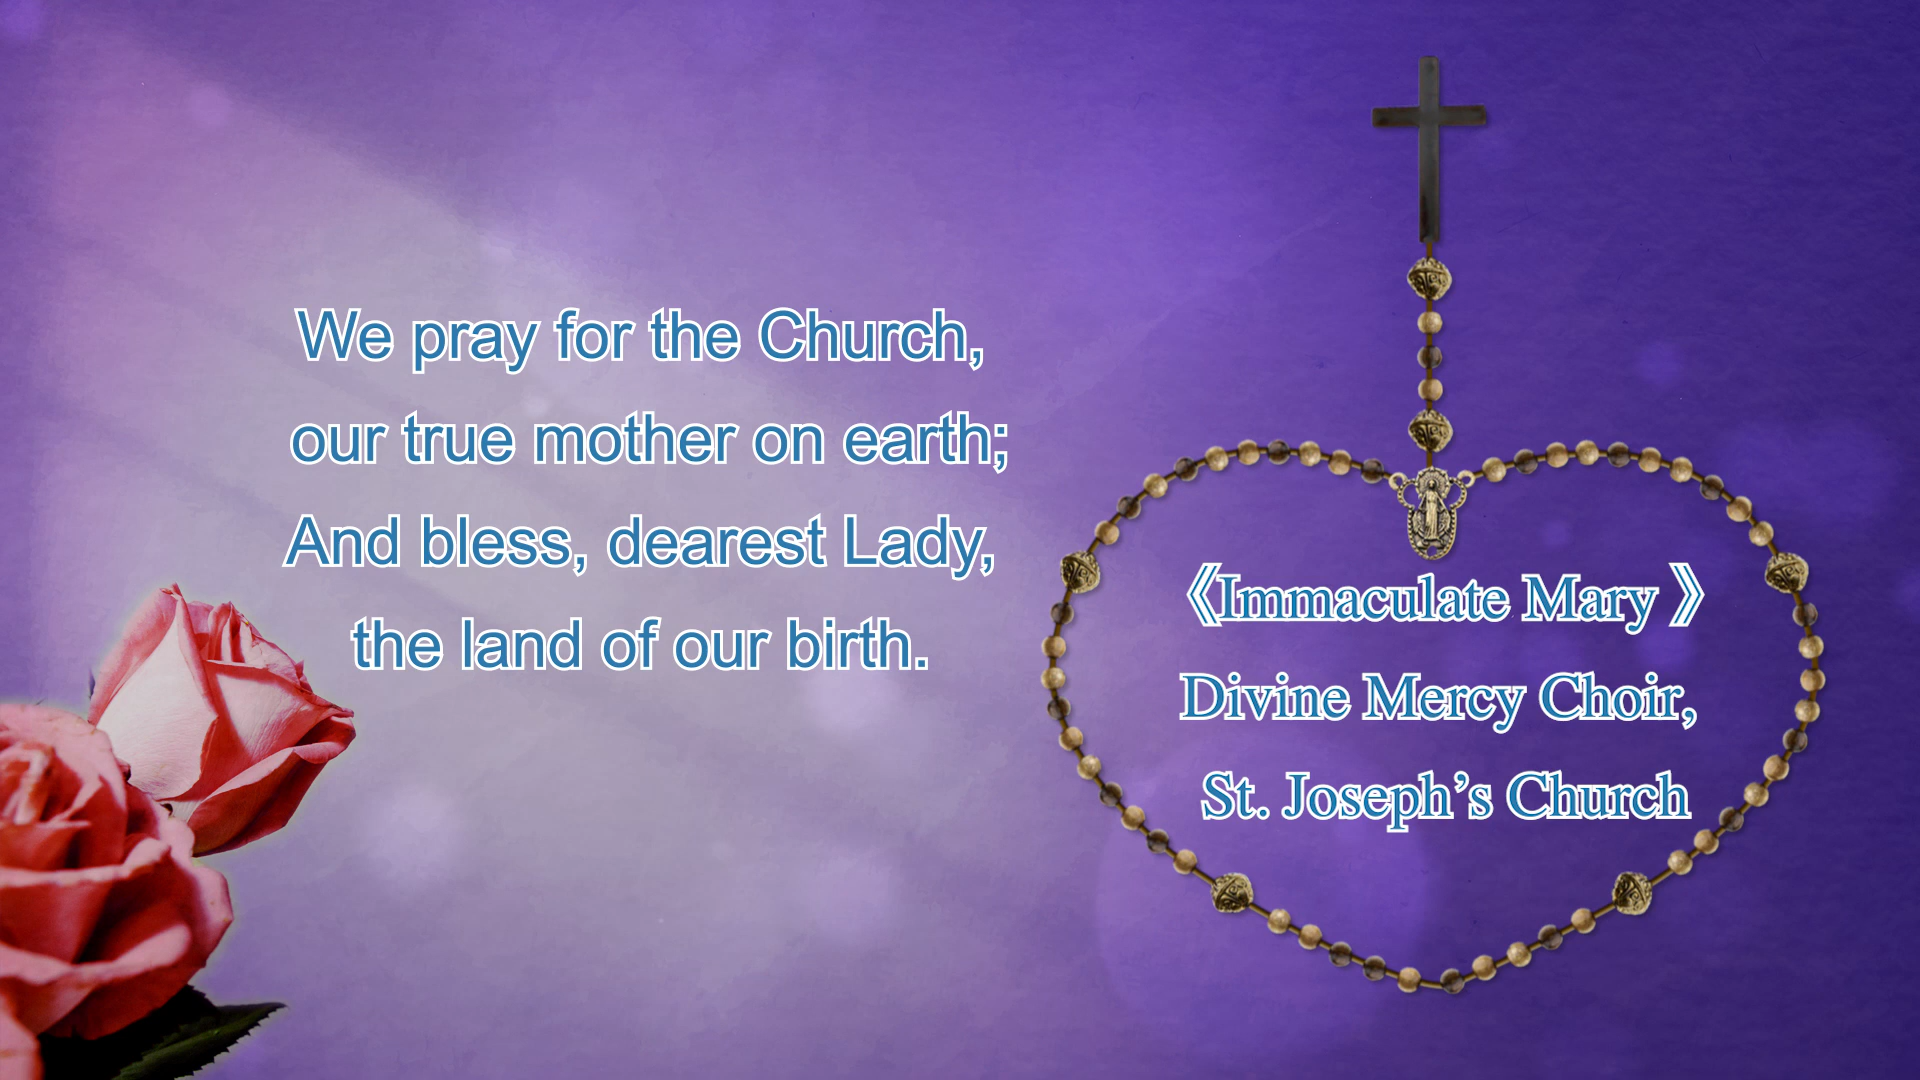 We pray for the Church,
our true mother on earth;
And bless, dearest Lady,
the land of our birth.
《Immaculate Mary 》
Divine Mercy Choir,
St. Joseph’s Church